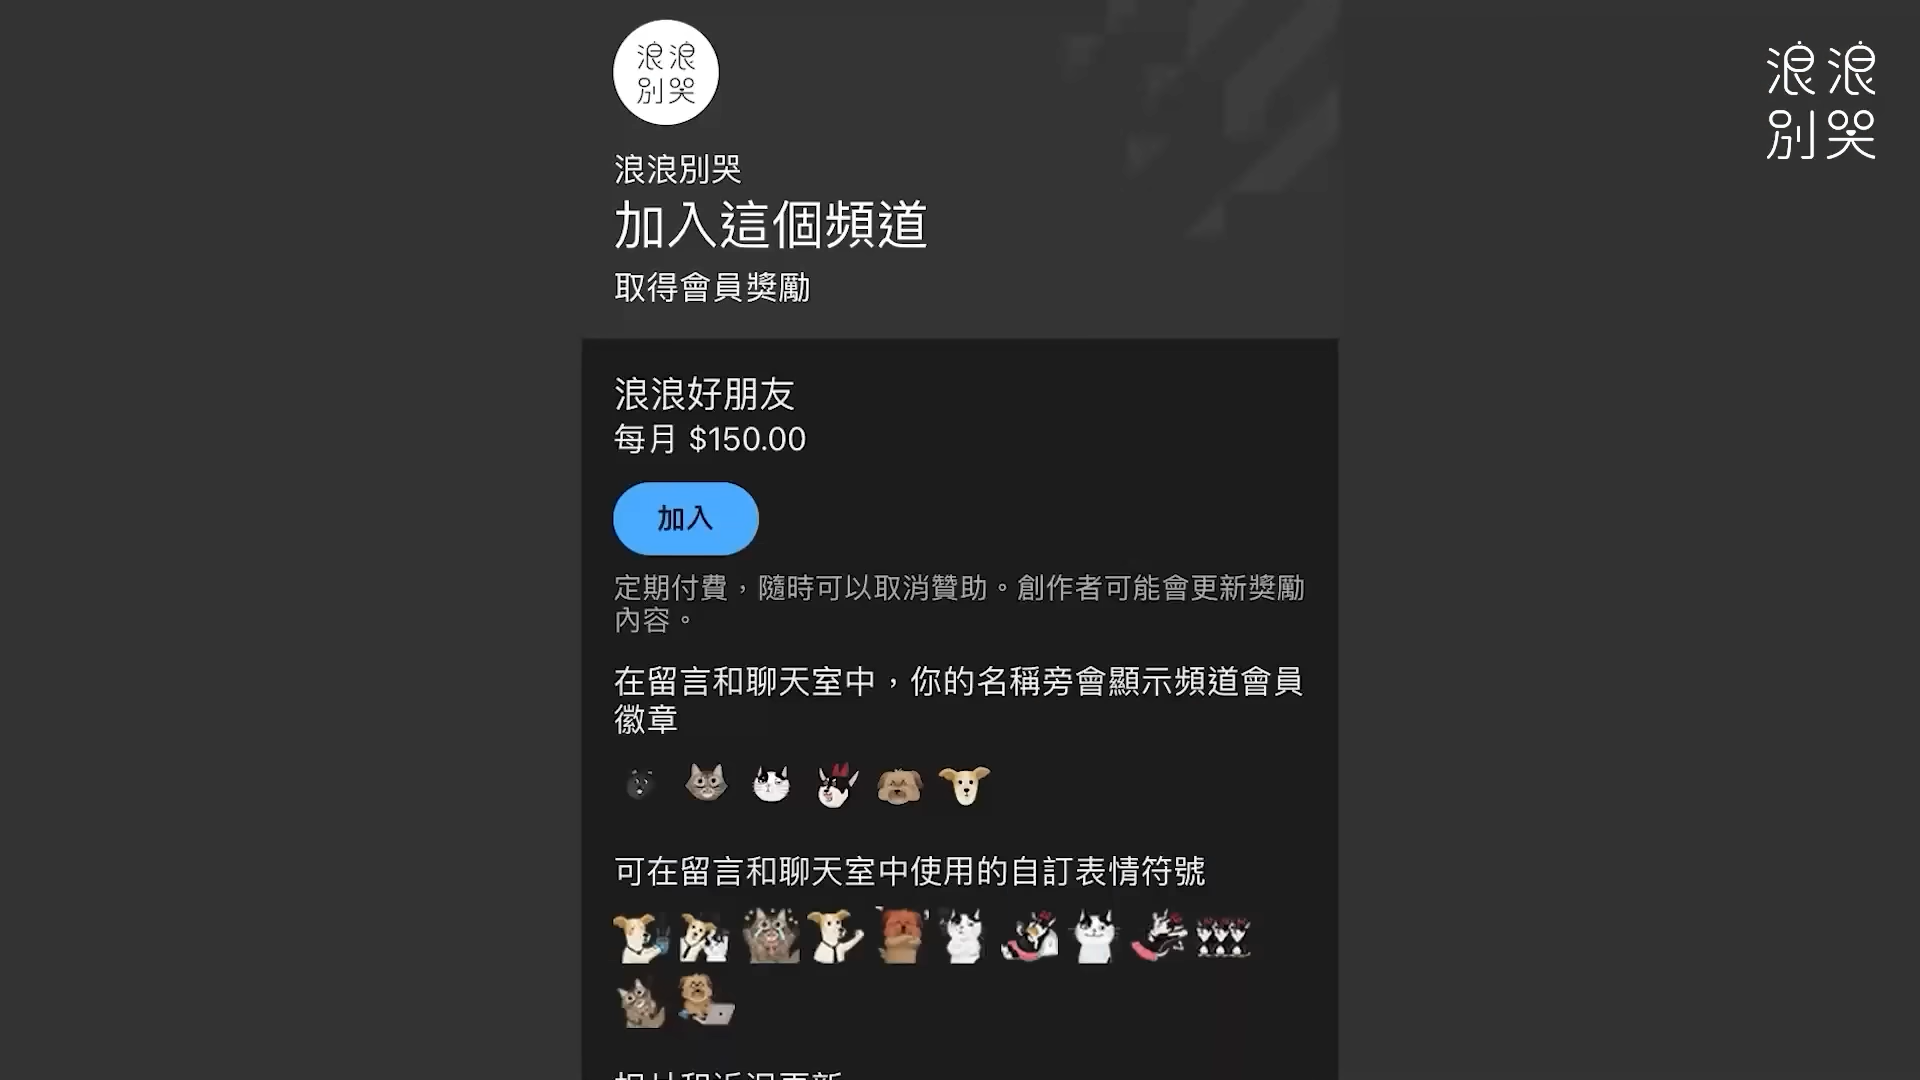 浪浪
別哭
浪浪
別哭
浪浪別哭
加入這個頻道
取得會員獎勵
浪浪好朋友
每月 $150.00
加入
定期付費，隨時可以取消贊助。創作者可能會更新獎勵
內容。
在留言和聊天室中，你的名稱旁會顯示頻道會員
徽章
可在留言和聊天室中使用的自訂表情符號